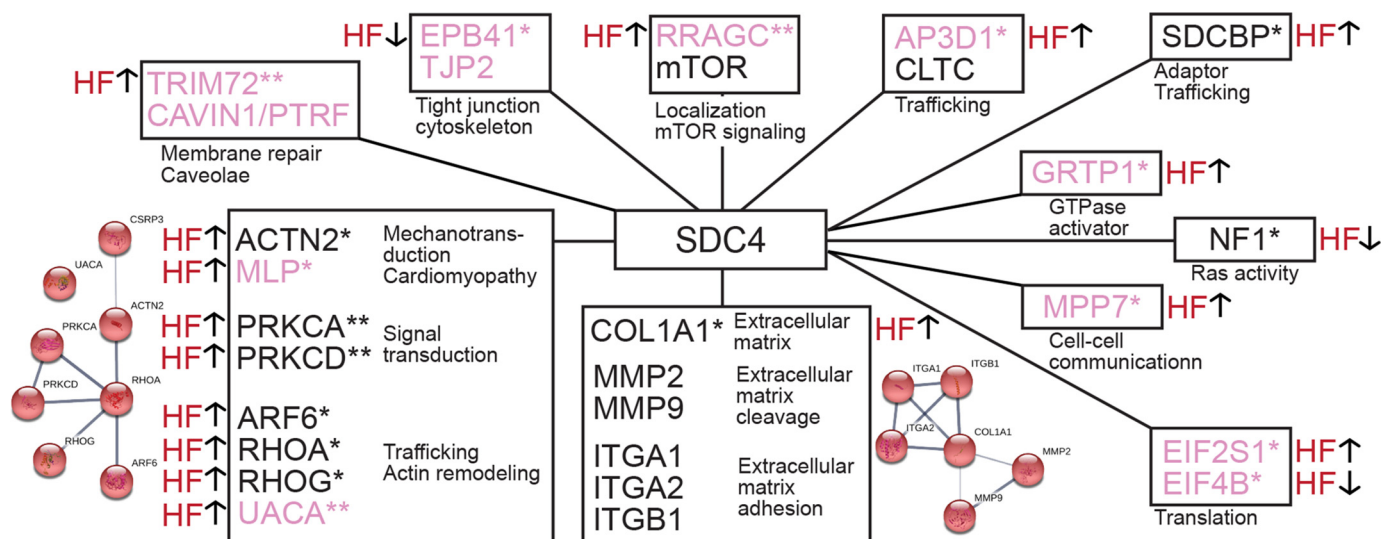 HF↑ TRIM72**
CAVIN1/PTRF
Membrane repair
Caveolae
HF↓ EPB41*
TJP2
Tight junction
cytoskeleton
HF↑ RRAGC**
mTOR
Localization
mTOR signaling
AP3D1* HF↑
CLTC
Trafficking
SDCBP* HF↑
Adaptor
Trafficking
GRTP1* HF↑
GTPase
activator
SDC4
NF1* HF↓
Ras activity
MPP7* HF↑
Cell-cell
communicationn
EIF2S1* HF↑
EIF4B* HF↓
Translation
HF↑ ACTN2*
HF↑ MLP*
Mechanotrans-
duction
Cardiomyopathy
HF↑ PRKCA**
HF↑ PRKCD**
Signal
transduction
HF↑ ARF6*
HF↑ RHOA*
HF↑ RHOG*
HF↑ UACA**
Trafficking
Actin remodeling
CSRP3
UACA
ACTN2
PRKCA
PRKCD
RHOA
RHOG
ARF6
COL1A1* Extracellular HF↑
matrix
MMP2
MMP9
Extracellular
matrix
cleavage
ITGA1
ITGA2
ITGB1
Extracellular
matrix
adhesion
ITGA1
ITGB1
ITGA2
COL1A1
MMP2
MMP9